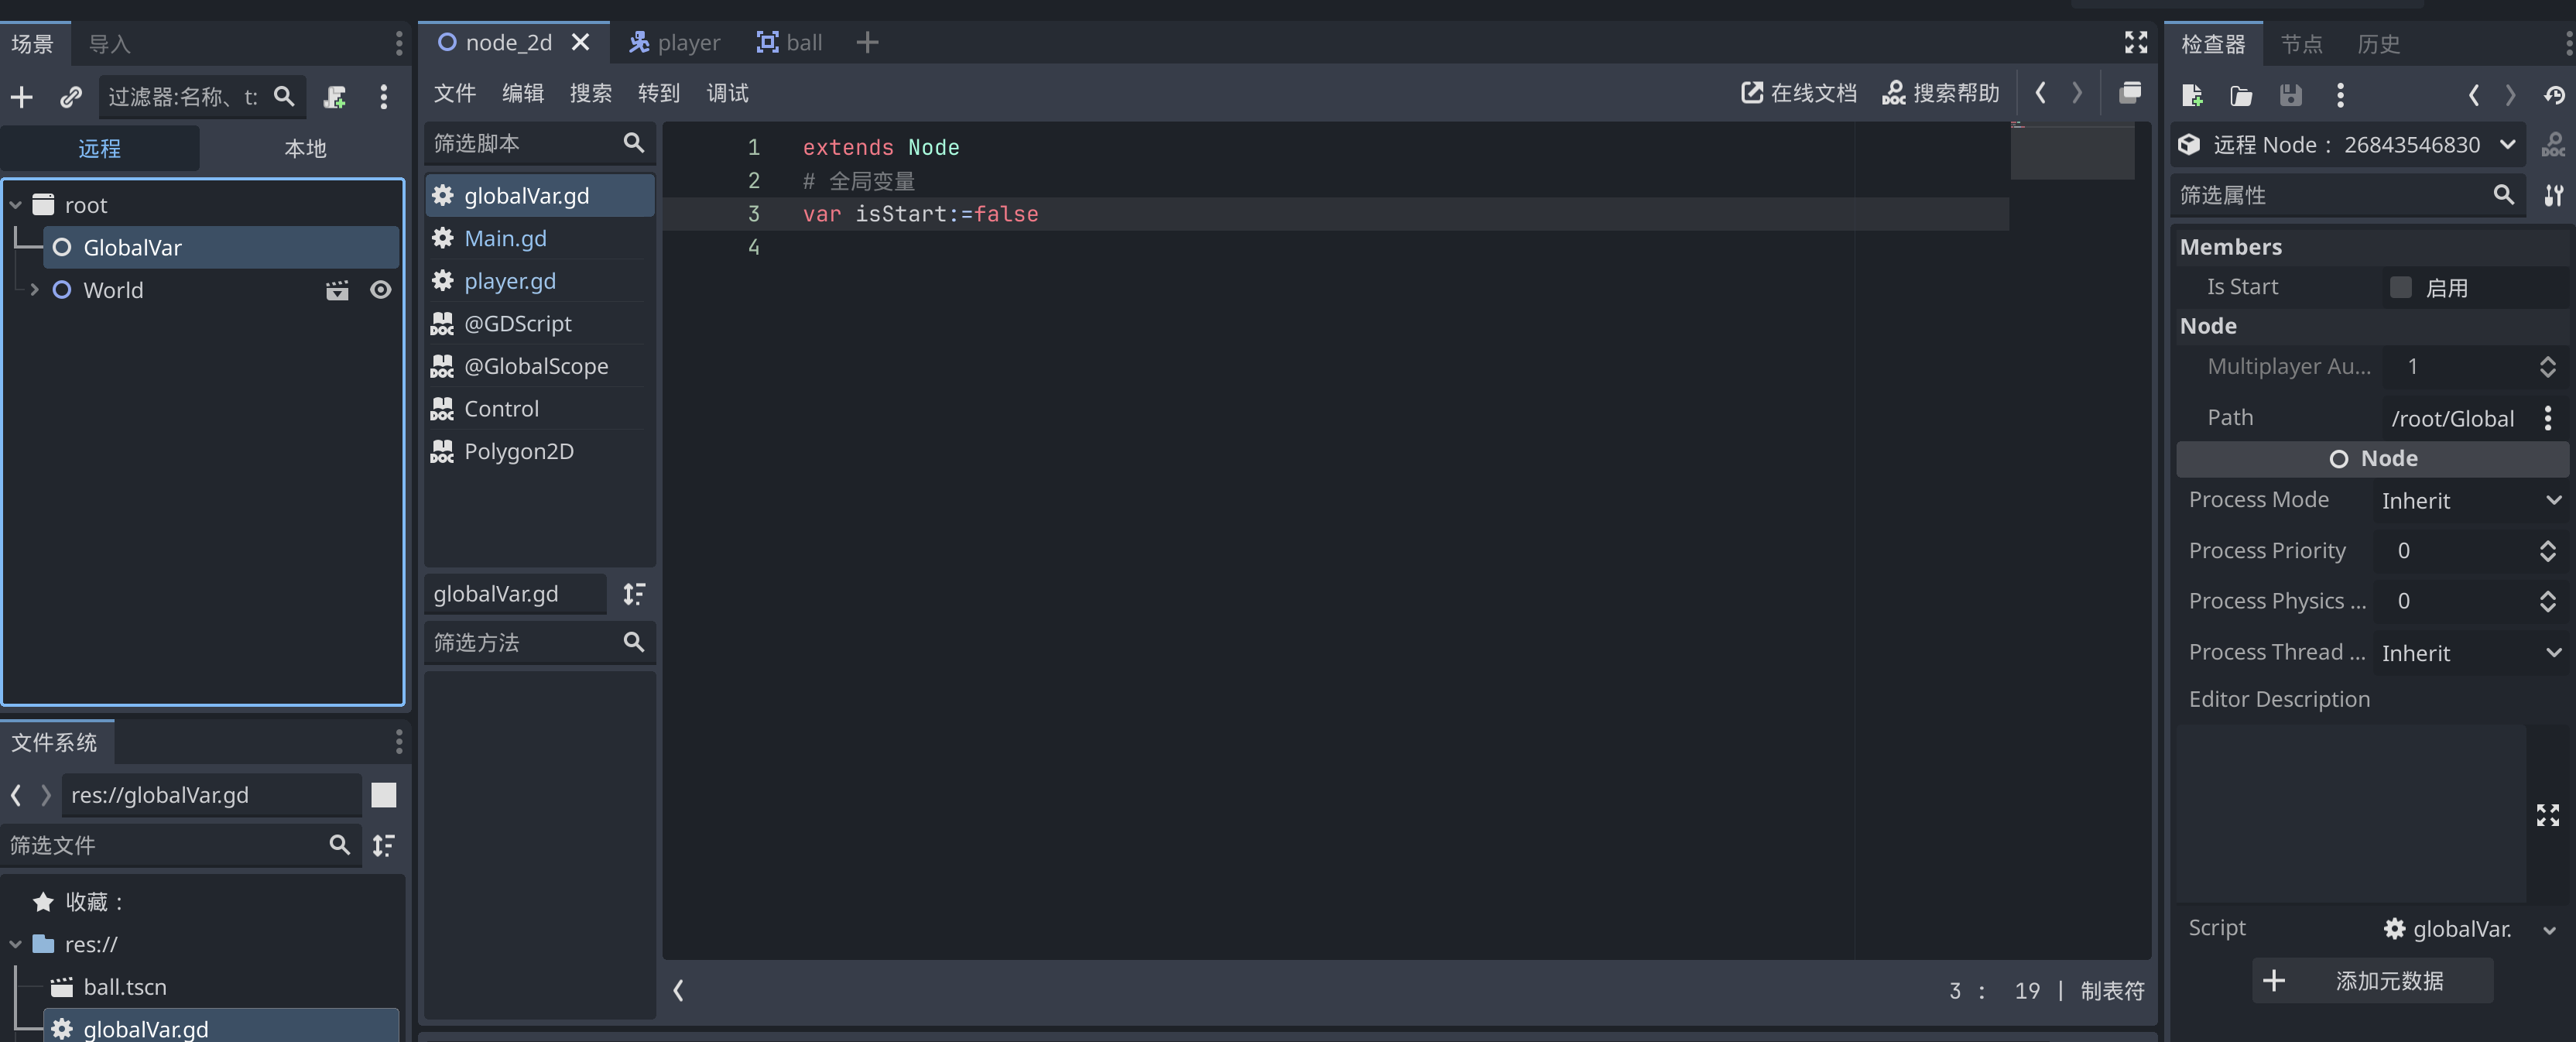 场景 导入
过滤器:名称、t:
远程 本地
root
GlobalVar
World
文件系统
res://globalVar.gd
筛选文件
收藏：
res://
ball.tscn
globalVar.gd
node_2d player ball
文件 编辑 搜索 转到 调试
在线文档 DOC 搜索帮助
筛选脚本
globalVar.gd
Main.gd
player.gd
DOC @GDScript
DOC @GlobalScope
DOC Control
DOC Polygon2D
globalVar.gd
筛选方法
1 extends Node
2 # 全局变量
3 var isStart:=false
4
3 : 19 | 制表符
检查器 节点 历史
远程 Node： 26843546830 DOC
筛选属性
Members
Is Start 启用
Node
Multiplayer Au... 1
Path /root/Global
Node
Process Mode Inherit
Process Priority 0
Process Physics ... 0
Process Thread ... Inherit
Editor Description
Script globalVar.
添加元数据